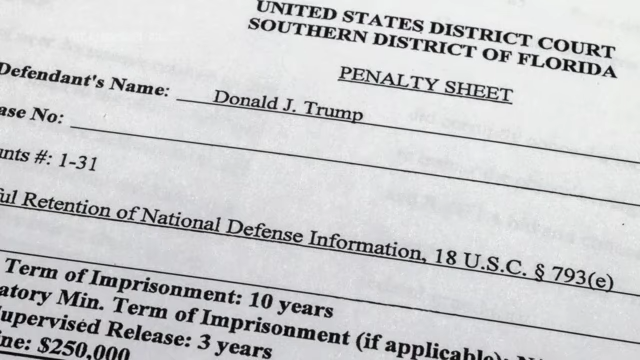 UNITED STATES DISTRICT COURT
SOUTHERN DISTRICT OF FLORIDA
PENALTY SHEET
Defendant's Name: Donald J. Trump
ase No:
nts #: 1-31
ful Retention of National Defense Information, 18 U.S.C. § 793(e)
Term of Imprisonment: 10 years
atory Min. Term of Imprisonment (if applicable): N
upervised Release: 3 years
ine: $250,000